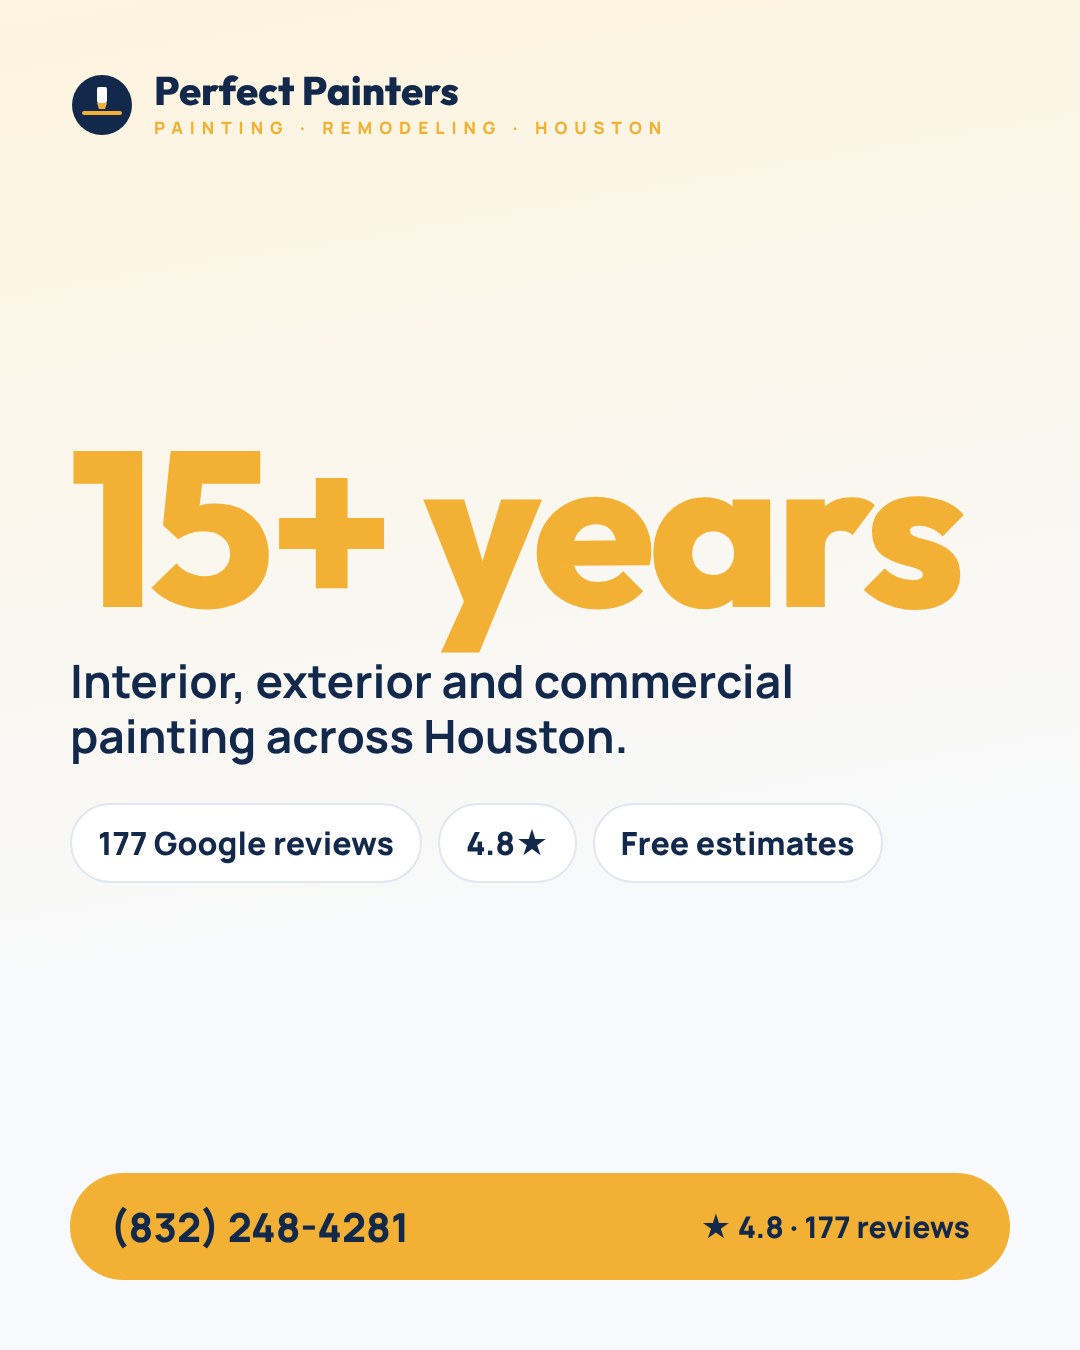 Perfect Painters
PAINTING · REMODELING · HOUSTON
15+ years
Interior, exterior and commercial
painting across Houston.
177 Google reviews
4.8★
Free estimates
(832) 248-4281
★ 4.8 · 177 reviews